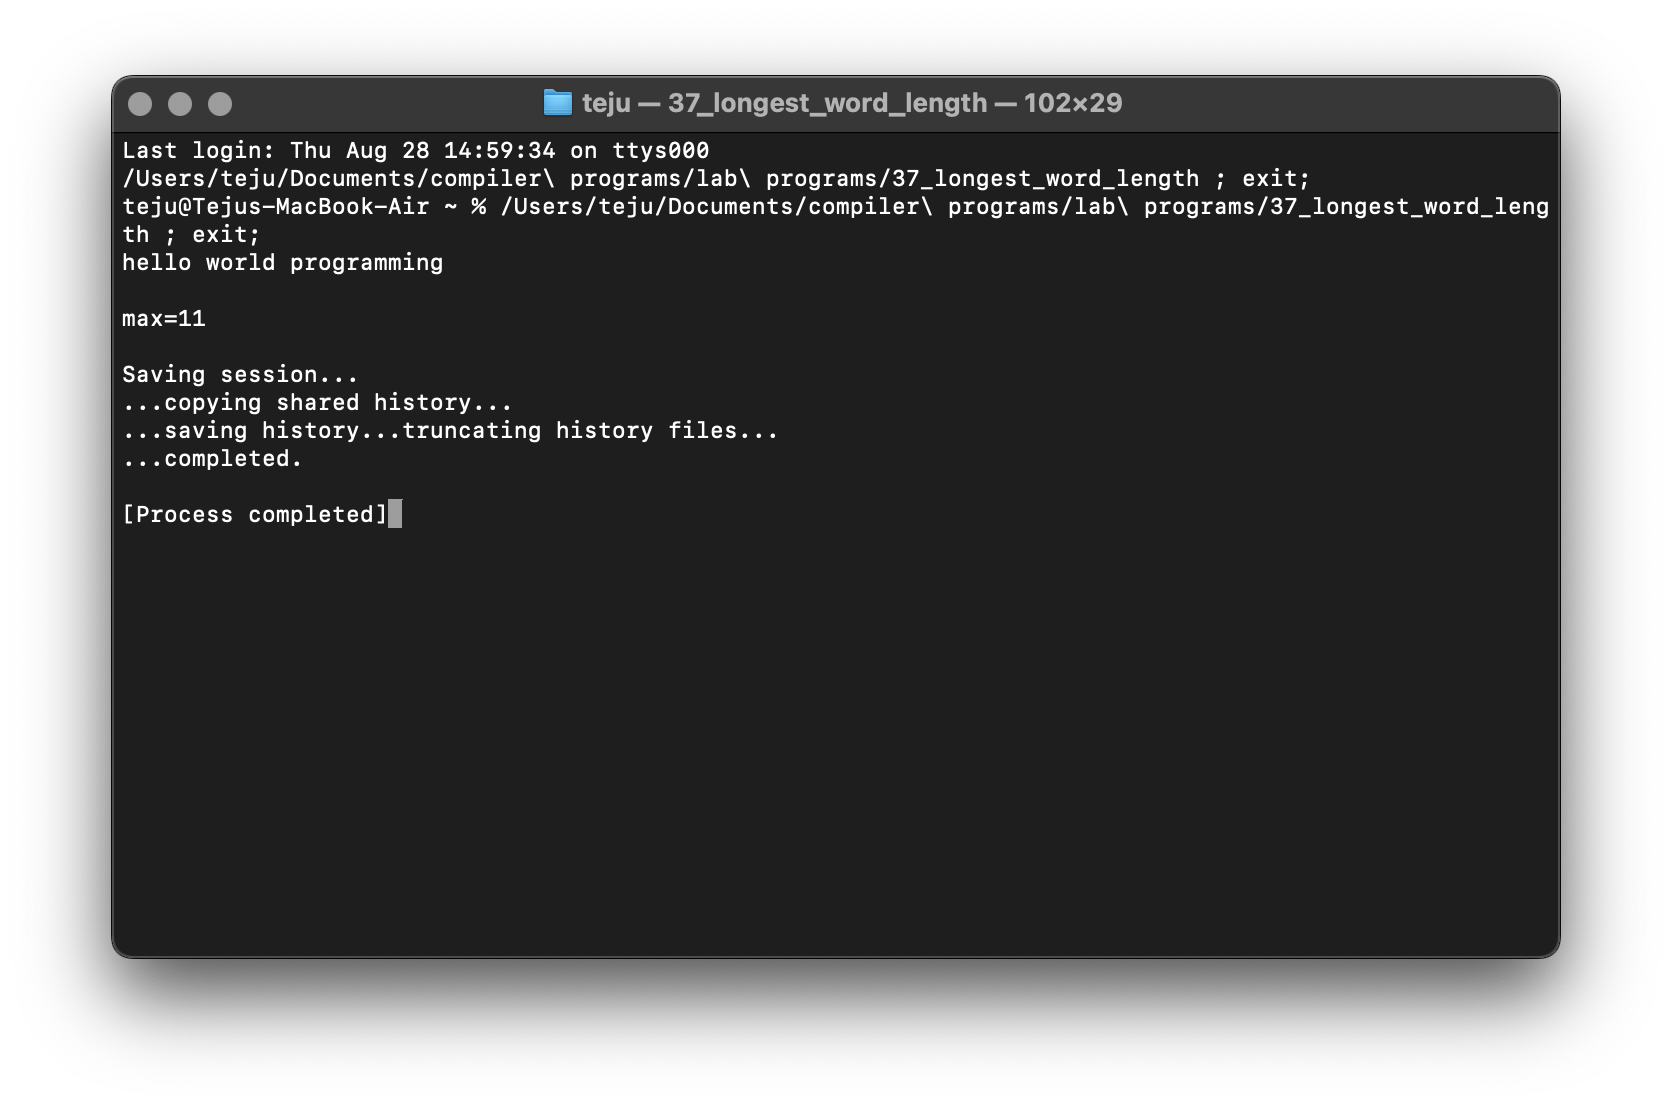 teju — 37_longest_word_length — 102×29
Last login: Thu Aug 28 14:59:34 on ttys000
/Users/teju/Documents/compiler\ programs/lab\ programs/37_longest_word_length ; exit;
teju@Tejus-MacBook-Air ~ % /Users/teju/Documents/compiler\ programs/lab\ programs/37_longest_word_leng
th ; exit;
hello world programming
max=11
Saving session...
...copying shared history...
...saving history...truncating history files...
...completed.
[Process completed]